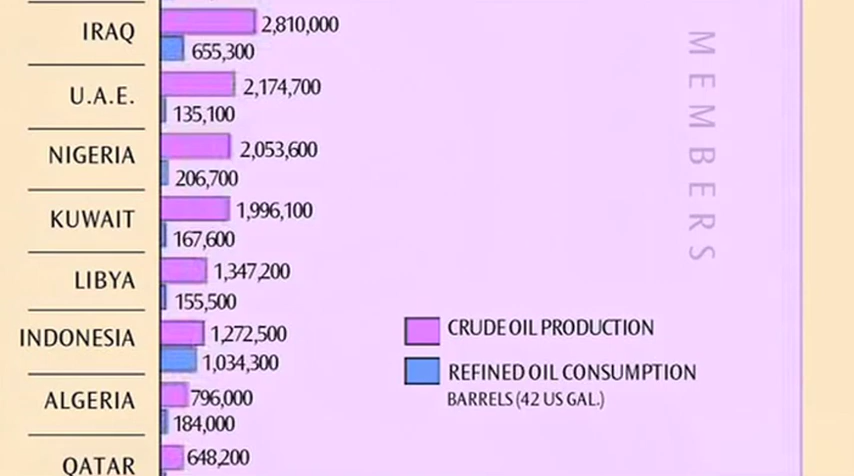 IRAQ
2,810,000
655,300
U.A.E.
2,174,700
135,100
NIGERIA
2,053,600
206,700
KUWAIT
1,996,100
167,600
LIBYA
1,347,200
155,500
INDONESIA
1,272,500
1,034,300
ALGERIA
796,000
184,000
QATAR
648,200
MEMBERS
CRUDE OIL PRODUCTION
REFINED OIL CONSUMPTION
BARRELS (42 US GAL.)